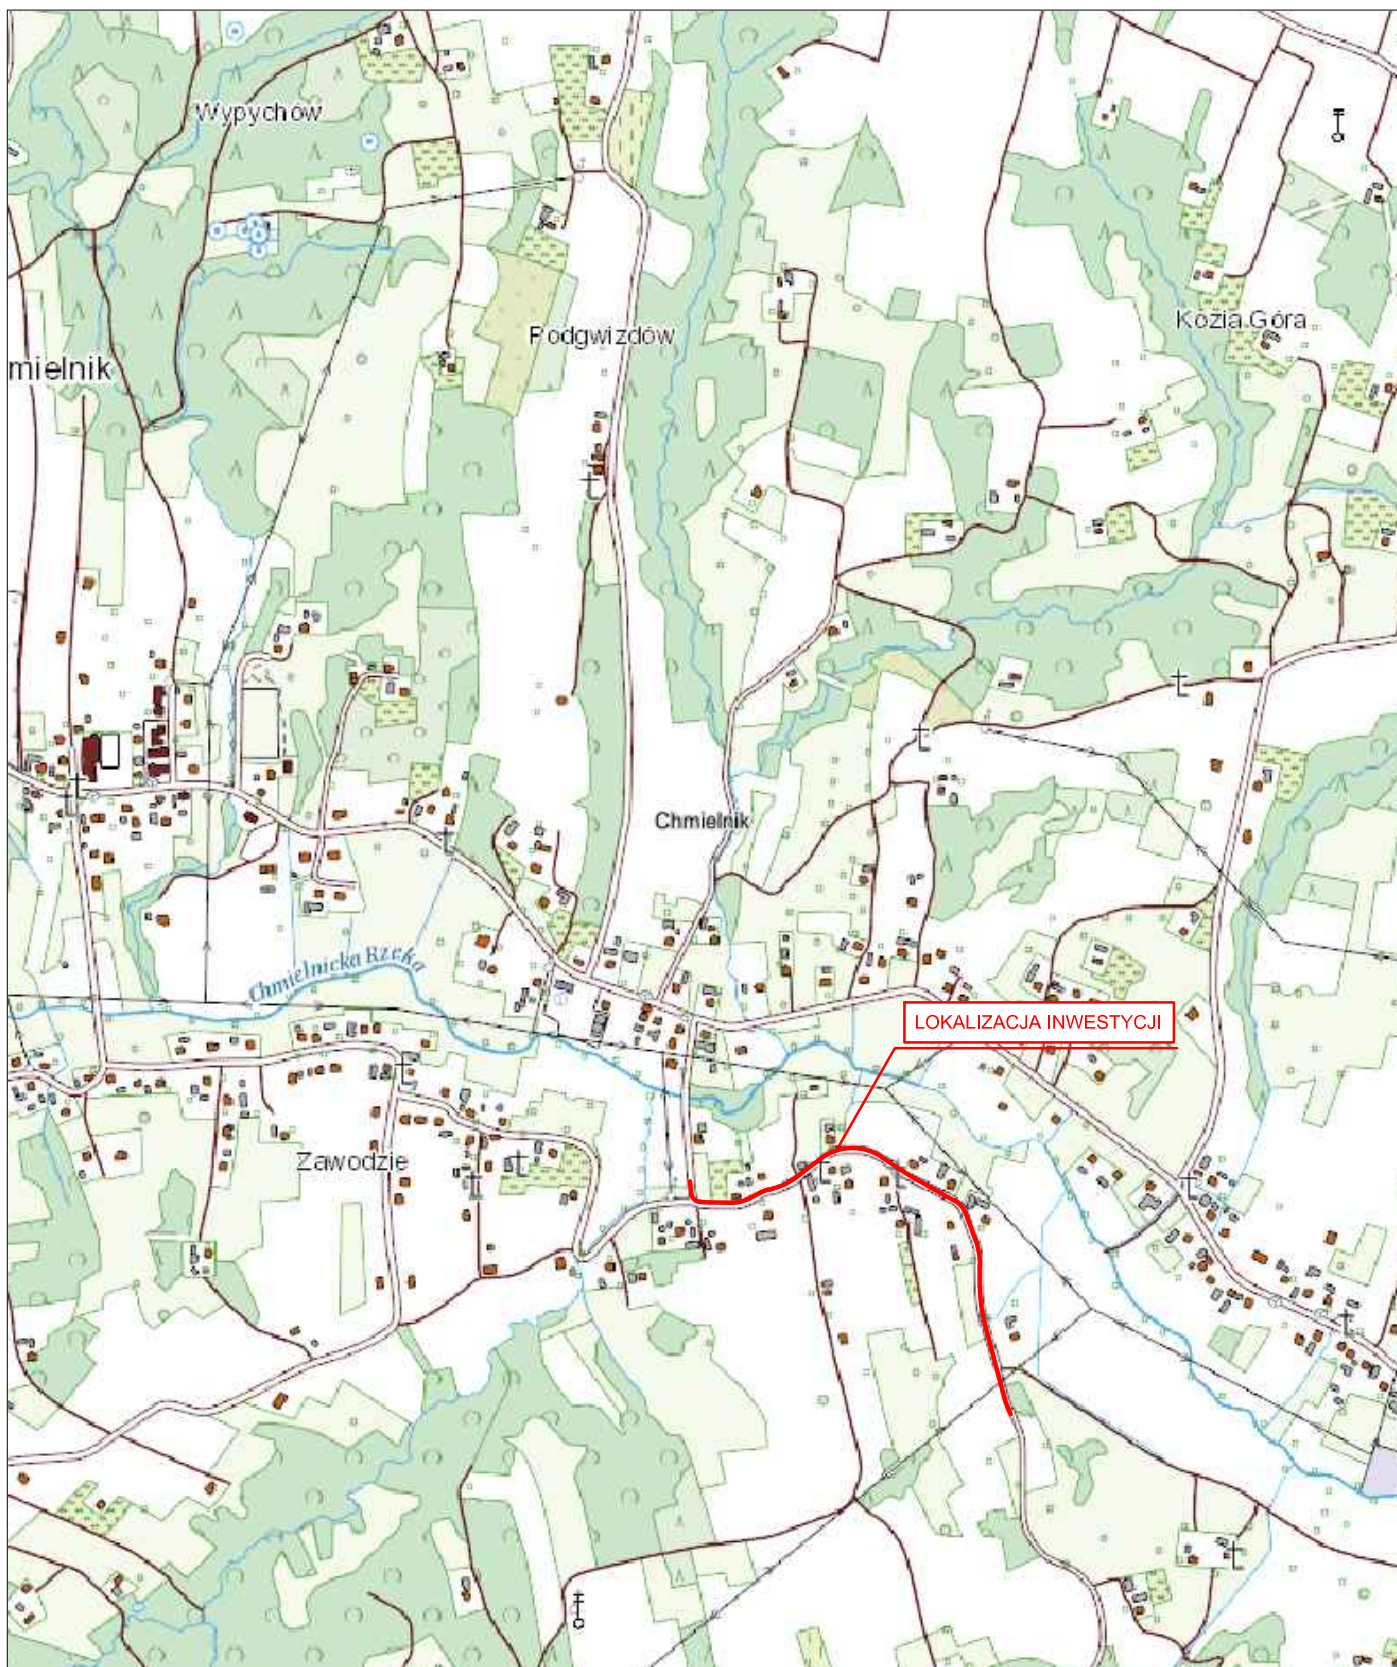 Wypychów
Podgwizdów
Kozia Góra
mielnik
Chmielnik
Chmielnicka Rzeka
LOKALIZACJA INWESTYCJI
Zawodzie